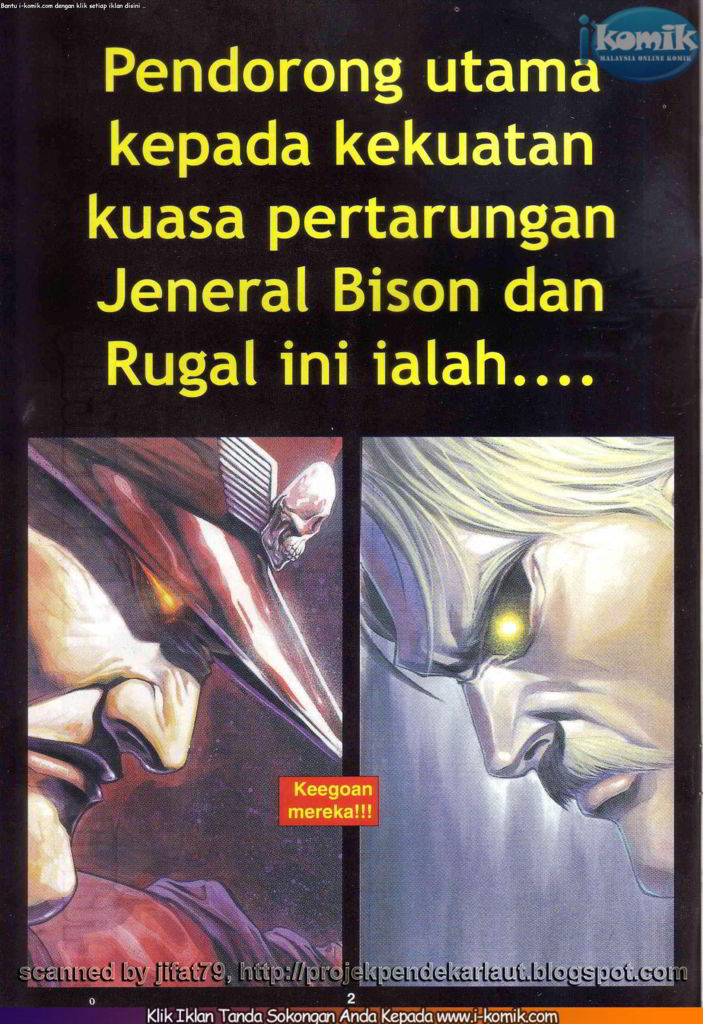 Bantu i-komik.com dengan klik setiap iklan disini ..
ikomik
MALAYSIA ONLINE KOMIK
Pendorong utama
kepada kekuatan
kuasa pertarungan
Jeneral Bison dan
Rugal ini ialah....
Keegoan
mereka!!!
scanned by jifat79, http://projekpendekarlaut.blogspot.com
0
2
Klik Iklan Tanda Sokongan Anda Kepada www.i-komik.com